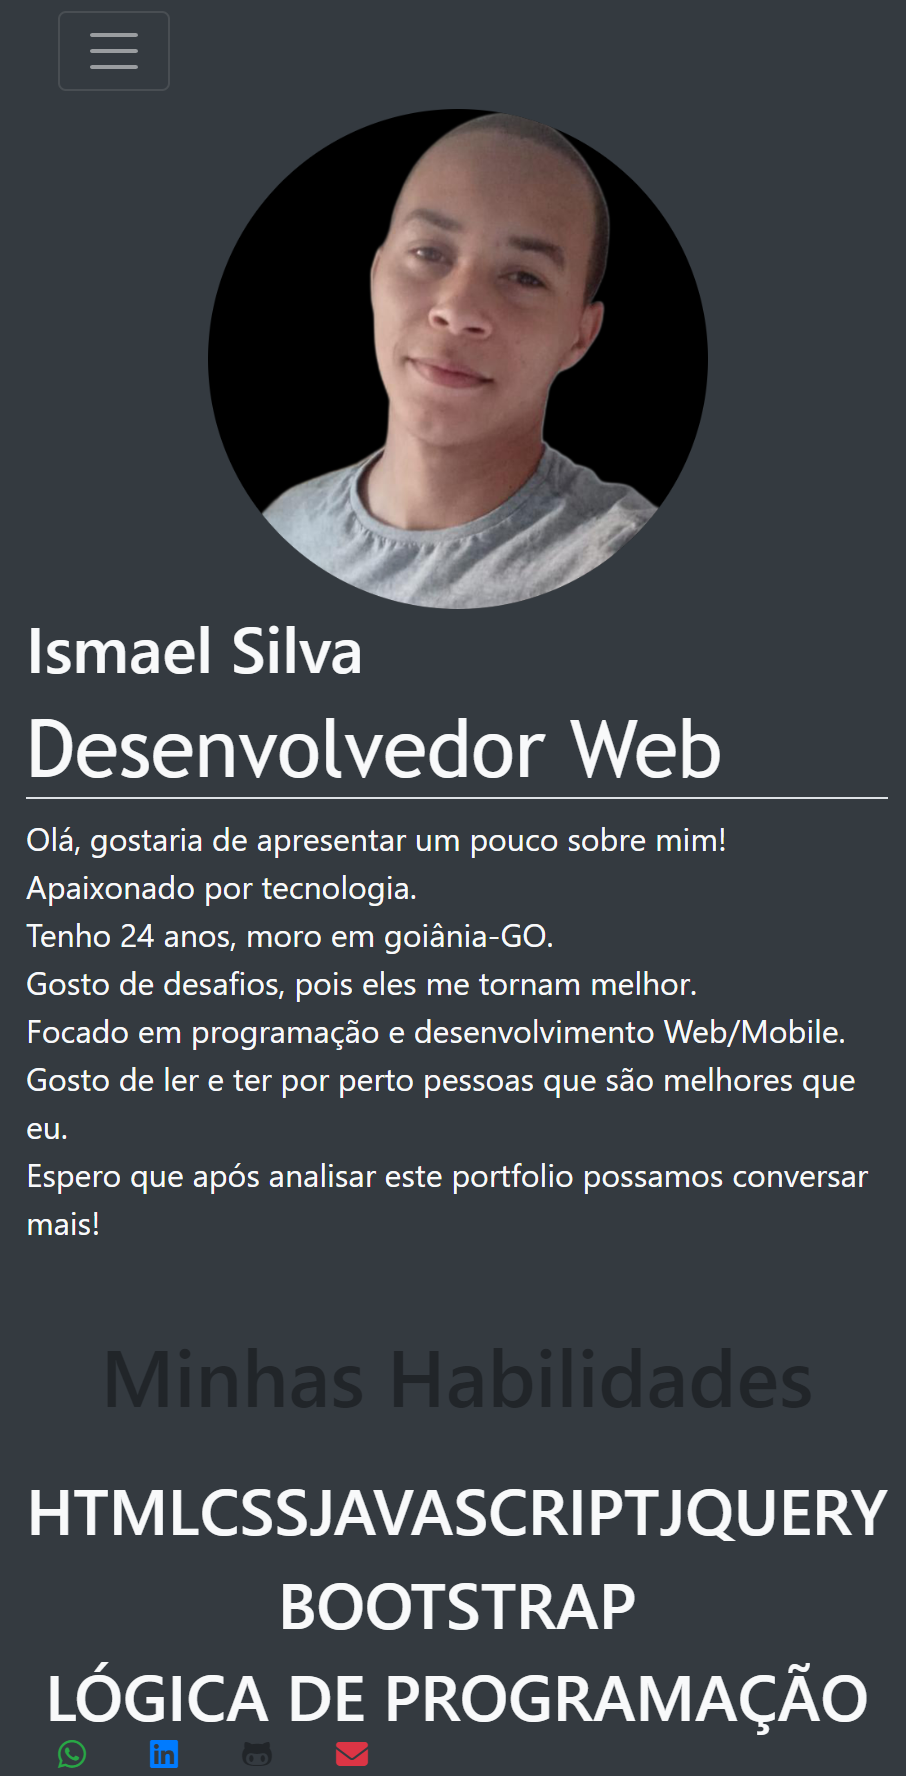 Ismael Silva
Desenvolvedor Web
Olá, gostaria de apresentar um pouco sobre mim!
Apaixonado por tecnologia.
Tenho 24 anos, moro em goiânia-GO.
Gosto de desafios, pois eles me tornam melhor.
Focado em programação e desenvolvimento Web/Mobile.
Gosto de ler e ter por perto pessoas que são melhores que
eu.
Espero que após analisar este portfolio possamos conversar
mais!
Minhas Habilidades
HTMLCSSJAVASCRIPTJQUERY
BOOTSTRAP
LÓGICA DE PROGRAMAÇÃO